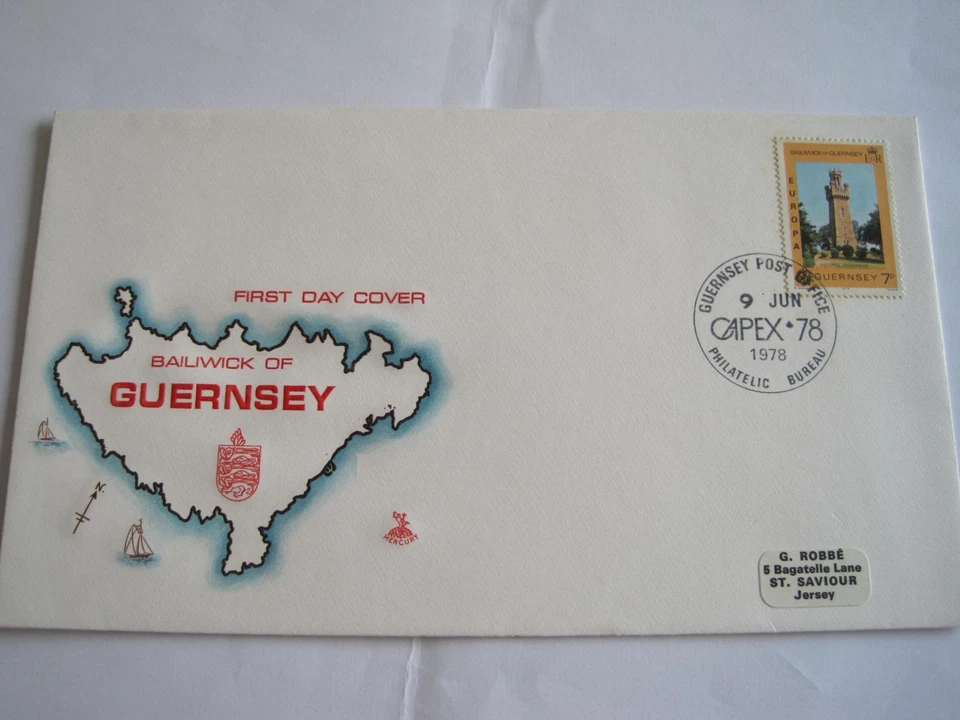 BAILIWICK OF GUERNSEY
E II R
EUROPA
GUERNSEY 7P
GUERNSEY POST OFFICE
9 JUN
CAPEX 78
1978
PHILATELIC BUREAU
FIRST DAY COVER
BAILIWICK OF
GUERNSEY
N.
MERCURY
G. ROBBÉ
5 Bagatelle Lane
ST. SAVIOUR
Jersey